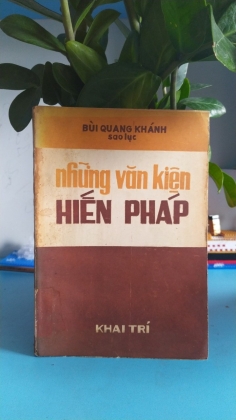 BÙI QUANG KHÁNH
sao lục
những văn kiện
HIẾN PHÁP
KHAI TRÍ